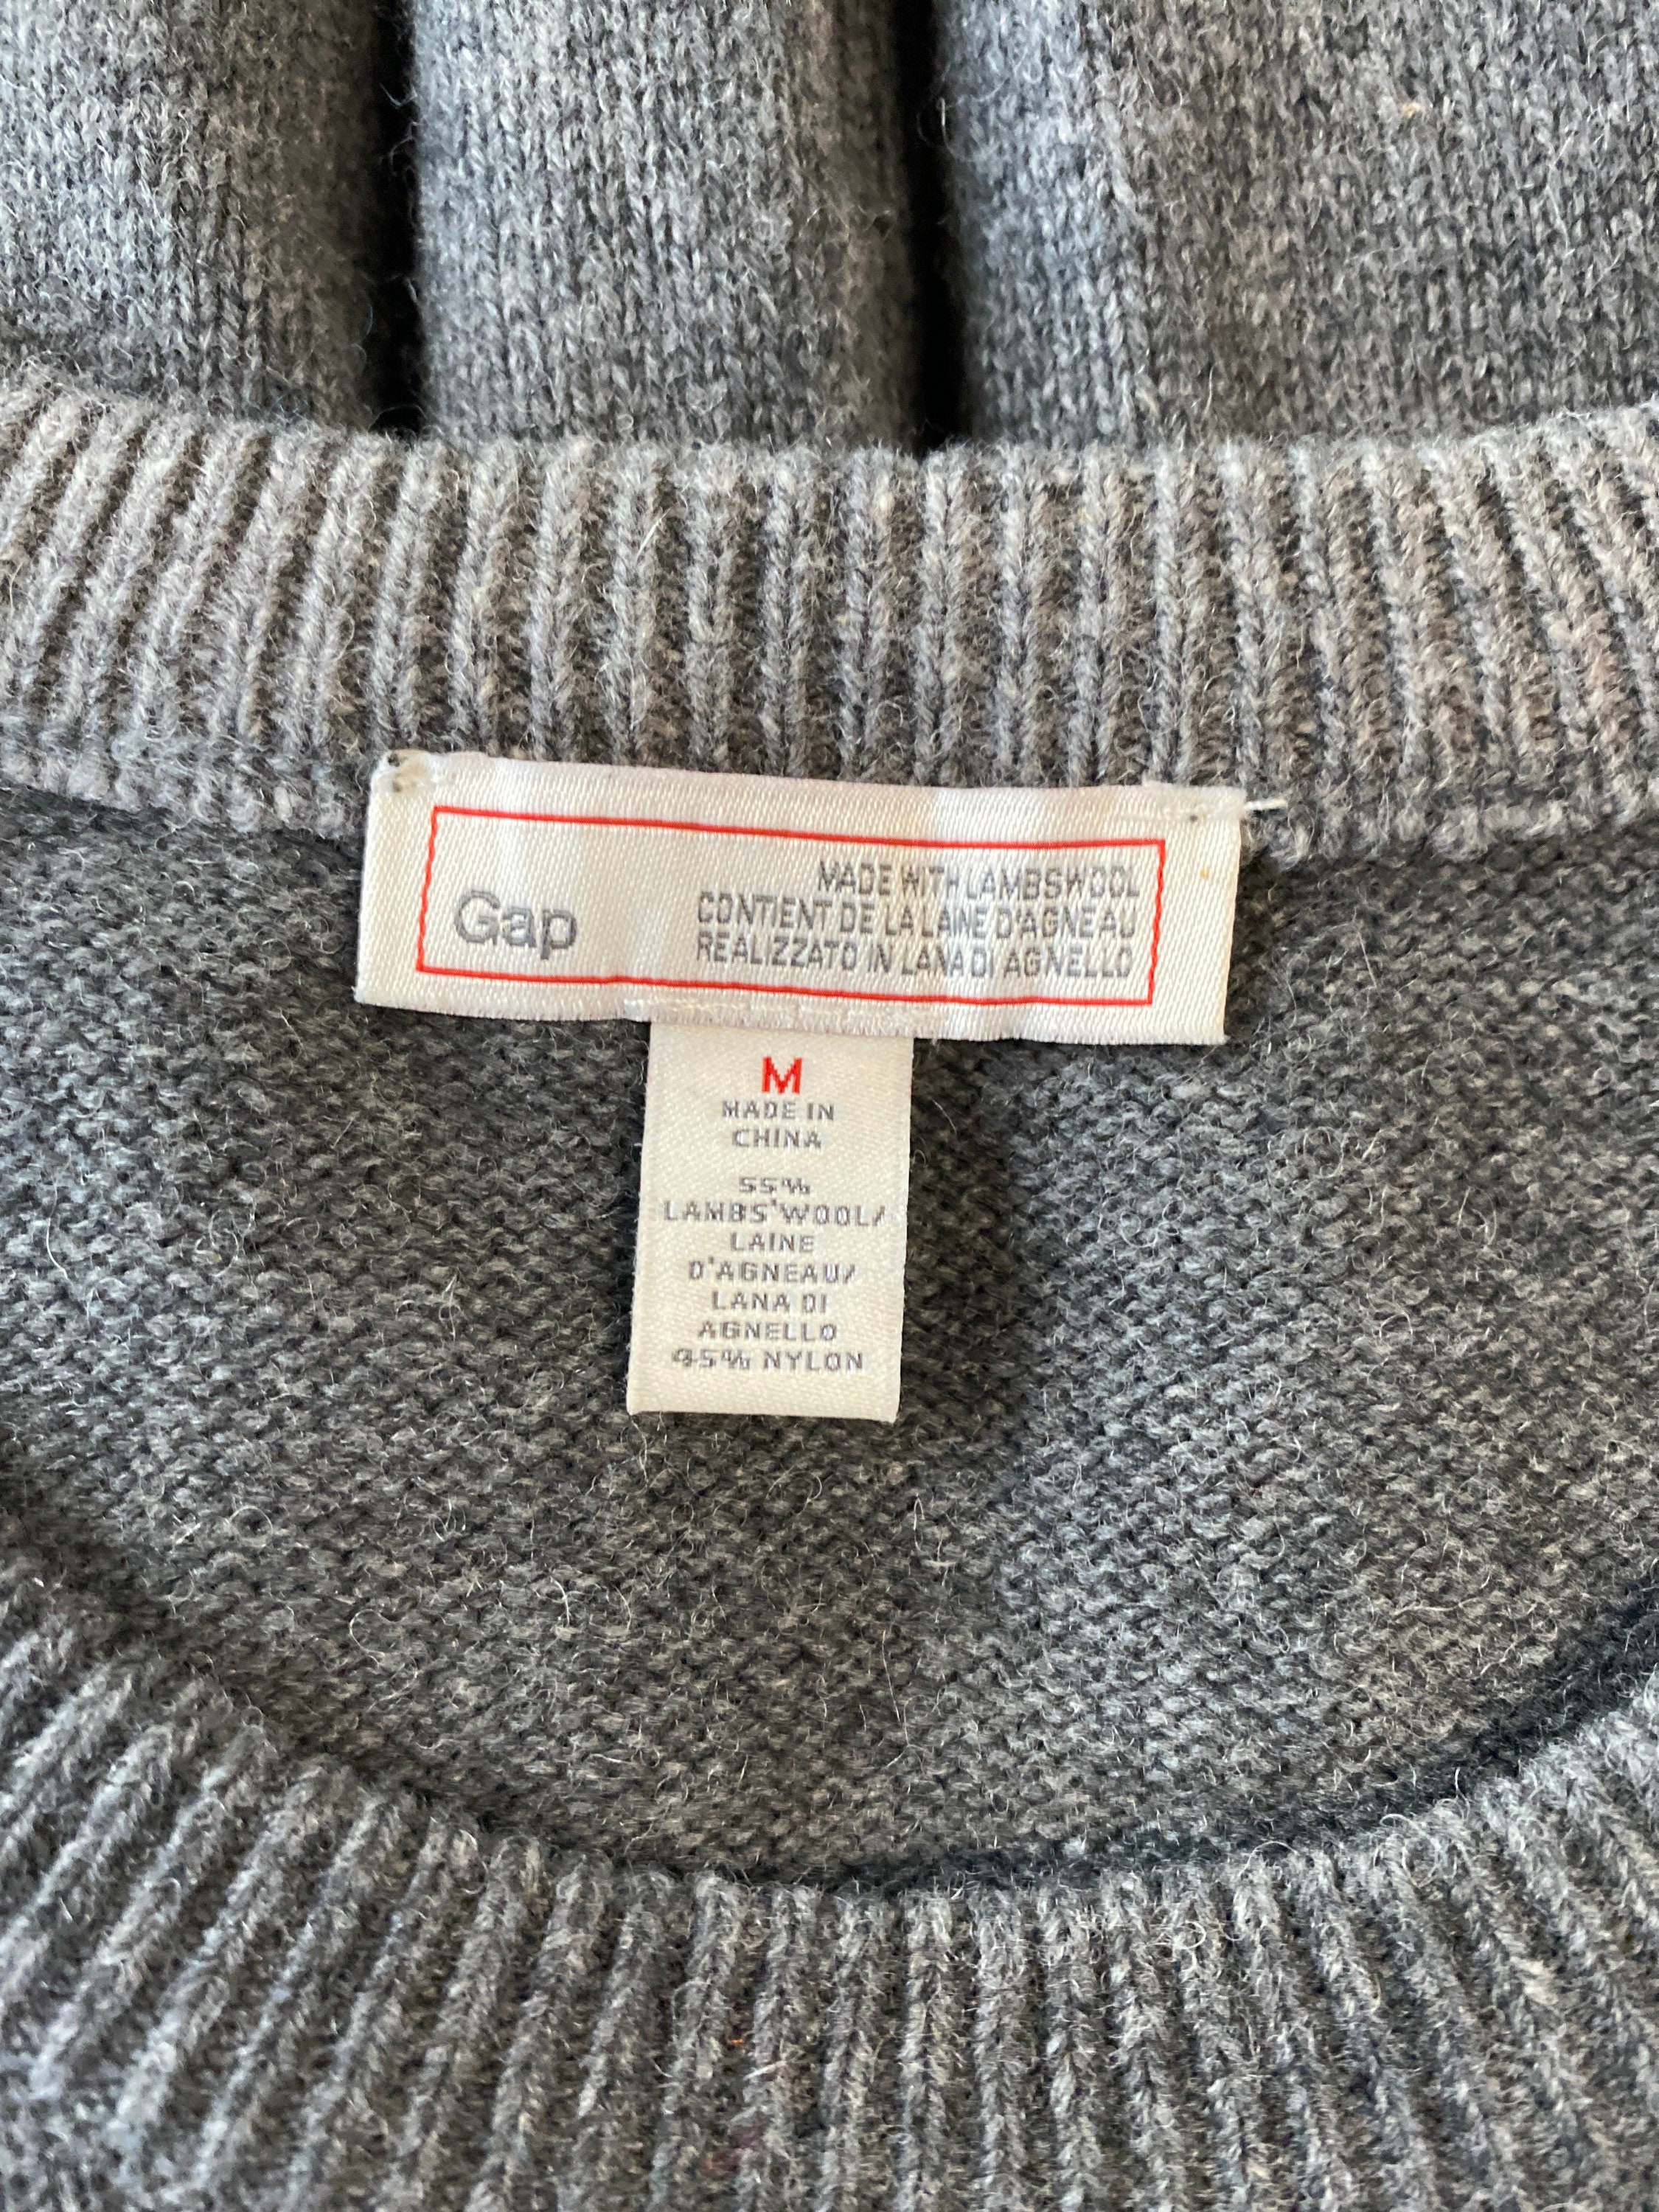 Gap
MADE WITH LAMBSWOOL
CONTIENT DE LA LAINE D'AGNEAU
REALIZZATO IN LANA DI AGNELLO
M
MADE IN
CHINA
55%
LAMBS'WOOL/
LAINE
D'AGNEAU/
LANA DI
AGNELLO
45% NYLON